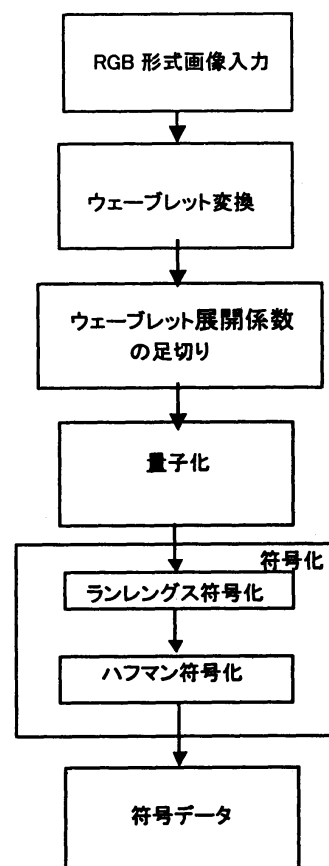 RGB 形式画像入力
ウェーブレット変換
ウェーブレット展開係数
の足切り
量子化
符号化
ランレングス符号化
ハフマン符号化
符号データ